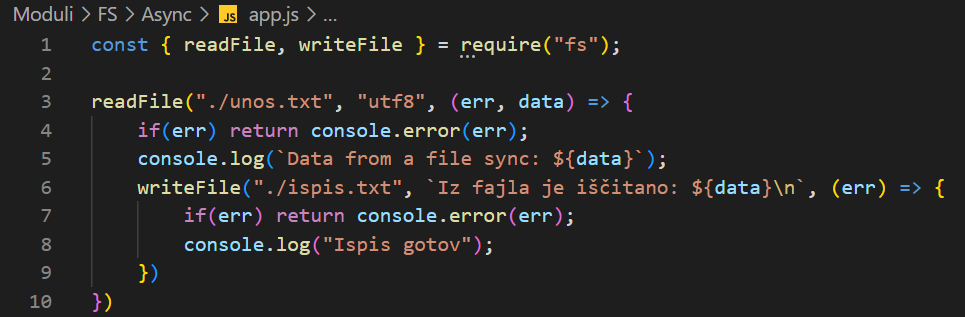 Moduli > FS > Async > JS app.js > ...
1 const { readFile, writeFile } = require("fs");
2
3 readFile("./unos.txt", "utf8", (err, data) => {
4     if(err) return console.error(err);
5     console.log(`Data from a file sync: ${data}`);
6     writeFile("./ispis.txt", `Iz fajla je iščitano: ${data}\n`, (err) => {
7         if(err) return console.error(err);
8         console.log("Ispis gotov");
9     })
10 })